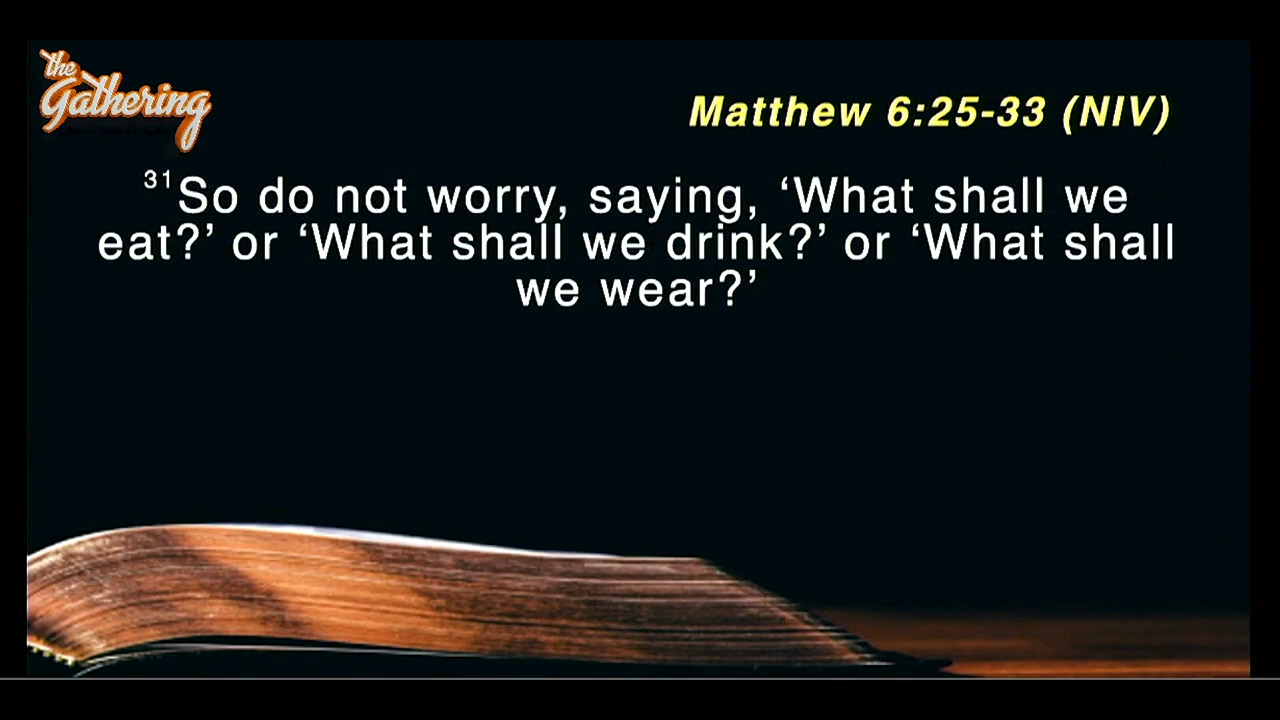 the
Gathering
Matthew 6:25-33 (NIV)
31So do not worry, saying, ‘What shall we
eat?’ or ‘What shall we drink?’ or ‘What shall
we wear?’